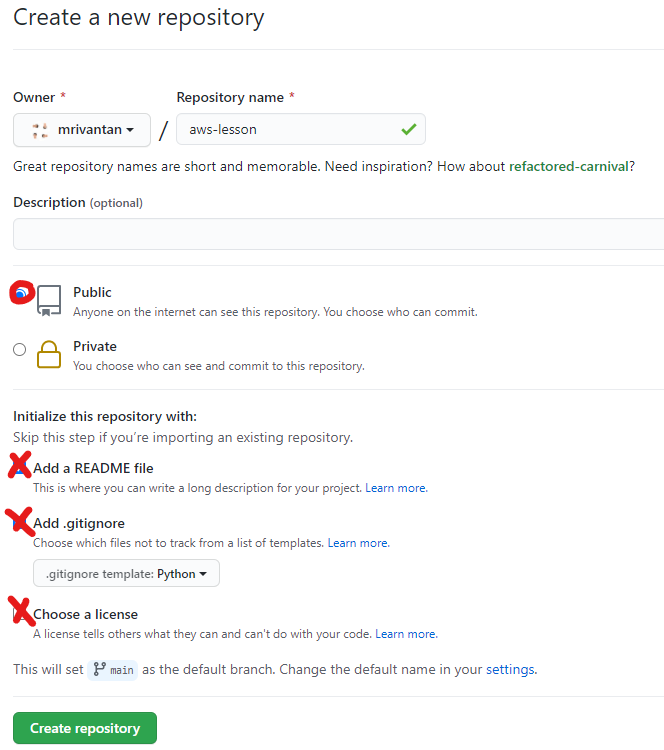 Create a new repository
Owner * Repository name *
mrivantan / aws-lesson
Great repository names are short and memorable. Need inspiration? How about refactored-carnival?
Description (optional)
Public
Anyone on the internet can see this repository. You choose who can commit.
Private
You choose who can see and commit to this repository.
Initialize this repository with:
Skip this step if you're importing an existing repository.
Add a README file
This is where you can write a long description for your project. Learn more.
Add .gitignore
Choose which files not to track from a list of templates. Learn more.
.gitignore template: Python
Choose a license
A license tells others what they can and can't do with your code. Learn more.
This will set main as the default branch. Change the default name in your settings.
Create repository